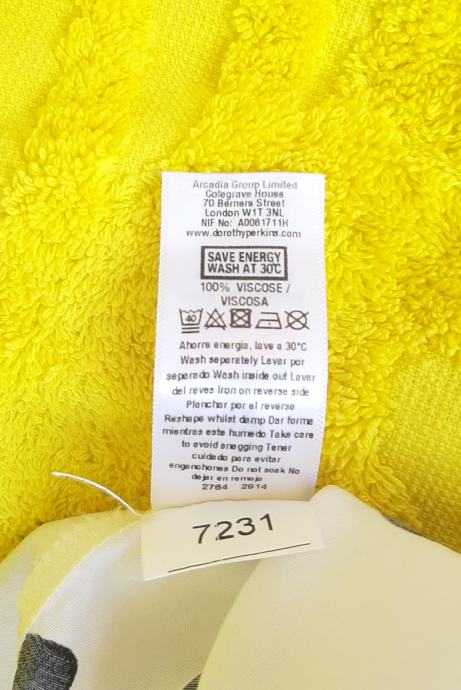 Arcadia Group Limited
Colegrave House
70 Berners Street
London W1T 3NL
NIF No: A0061711H
www.dorothyperkins.com
SAVE ENERGY
WASH AT 30°C
100% VISCOSE /
VISCOSA
40
Ahorre energia, lave a 30°C
Wash separately Lavar por
seperado Wash inside out Lavar
del reves Iron on reverse side
Planchar por el reverse
Reshape whilst damp Dar forma
mientras este humedo Take care
to avoid snagging Tener
cuidado para evitar
enganchones Do not soak No
dejar en remojo
2764 2914
7231